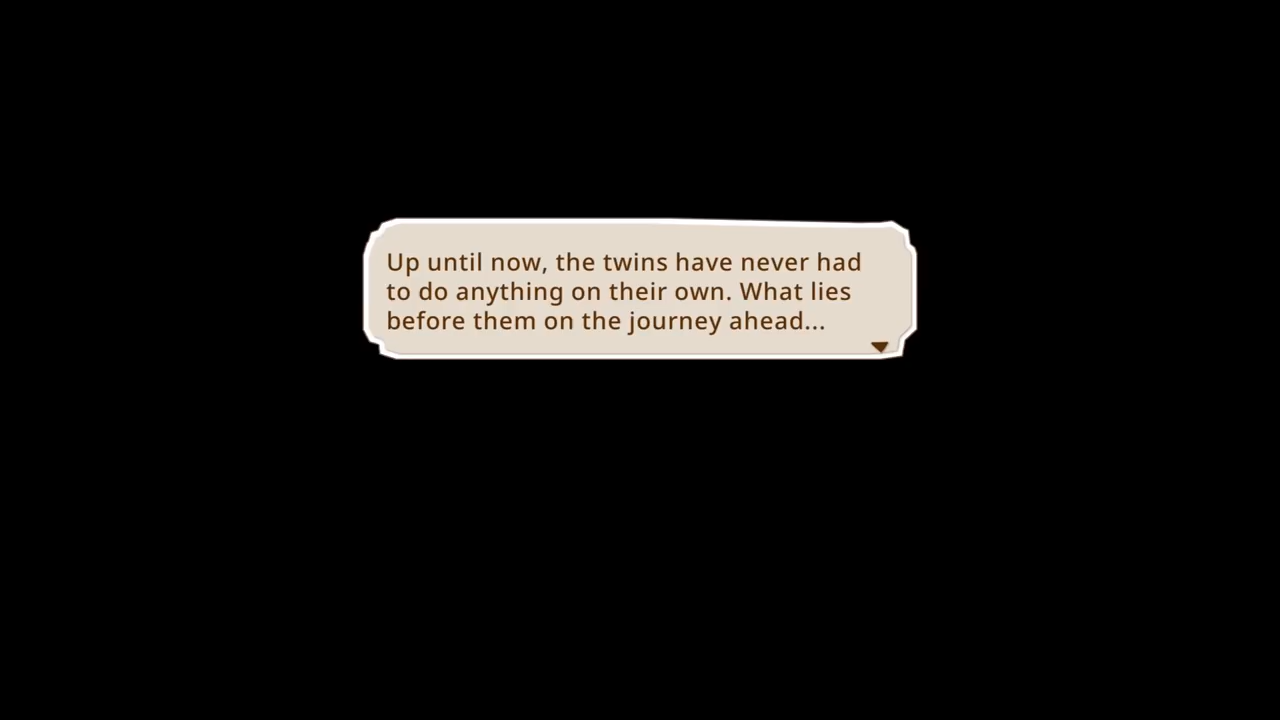 Up until now, the twins have never had
to do anything on their own. What lies
before them on the journey ahead...